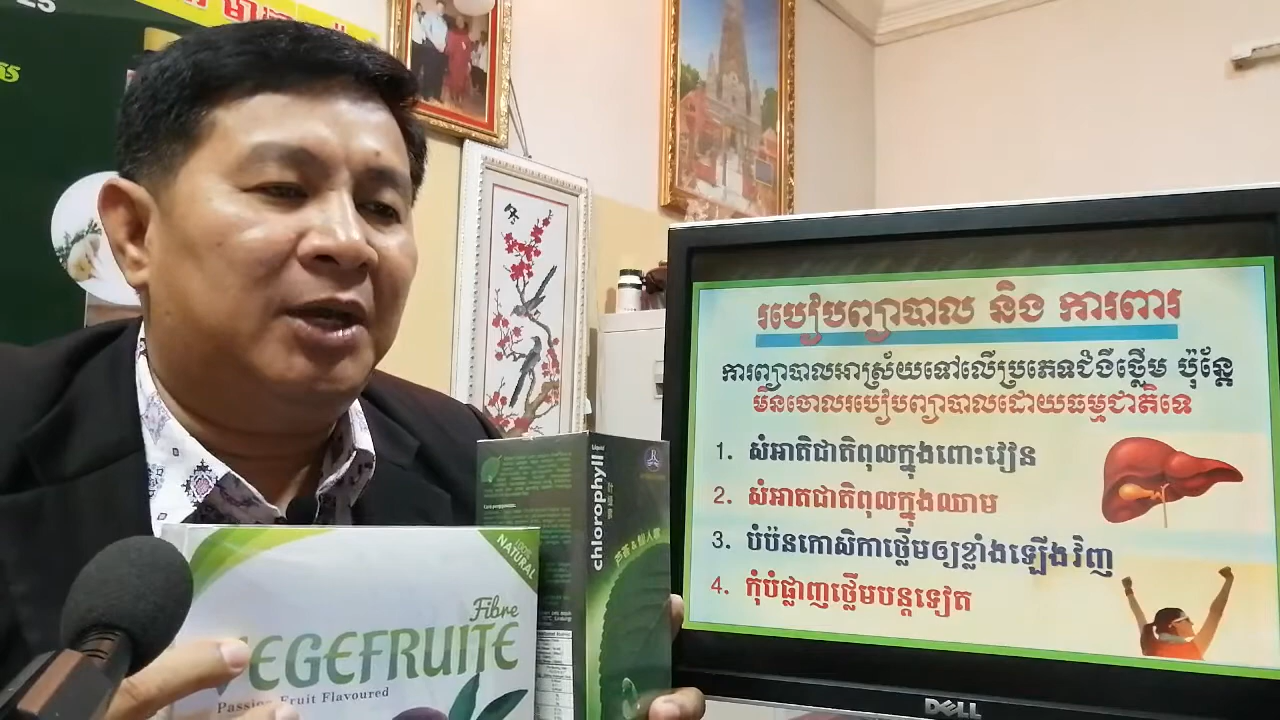 25
របៀបព្យាបាល និង ការពារ
ការព្យាបាលអាស្រ័យទៅលើប្រភេទជំងឺថ្លើម ប៉ុន្តែ
មិនចោលរបៀបព្យាបាលដោយធម្មជាតិទេ
1. សំអាតជាតិពុលក្នុងពោះវៀន
2. សំអាតជាតិពុលក្នុងឈាម
3. បំប៉នកោសិកាថ្លើមឲ្យខ្លាំងឡើងវិញ
4. កុំបំផ្លាញថ្លើមបន្តទៀត
DELL
Liquid
chlorophyll
100%
NATURAL
Fibre
VEGEFRUITE
Passion Fruit Flavoured
冬